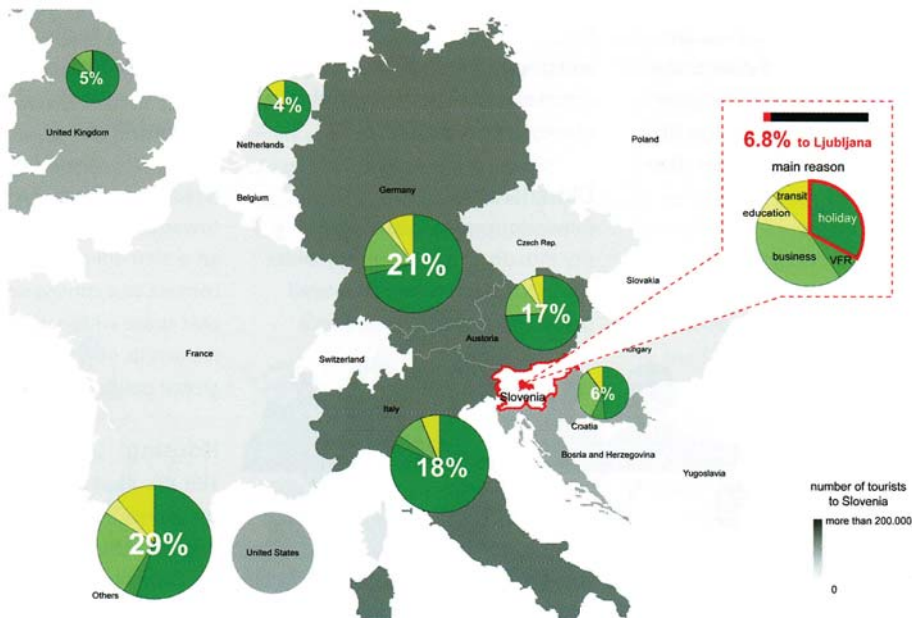 5%
United Kingdom
4%
Netherlands
Belgium
Germany
Poland
6.8% to Ljubljana
main reason
transit
education
holiday
business
VFR
21%
Czech Rep.
Slovakia
17%
Austoria
Hungary
France
Switzerland
Slovenia
6%
Italy
Croatia
18%
Bosnia and Herzegovina
Yugoslavia
number of tourists
to Slovenia
more than 200.000
0
29%
Others
United States